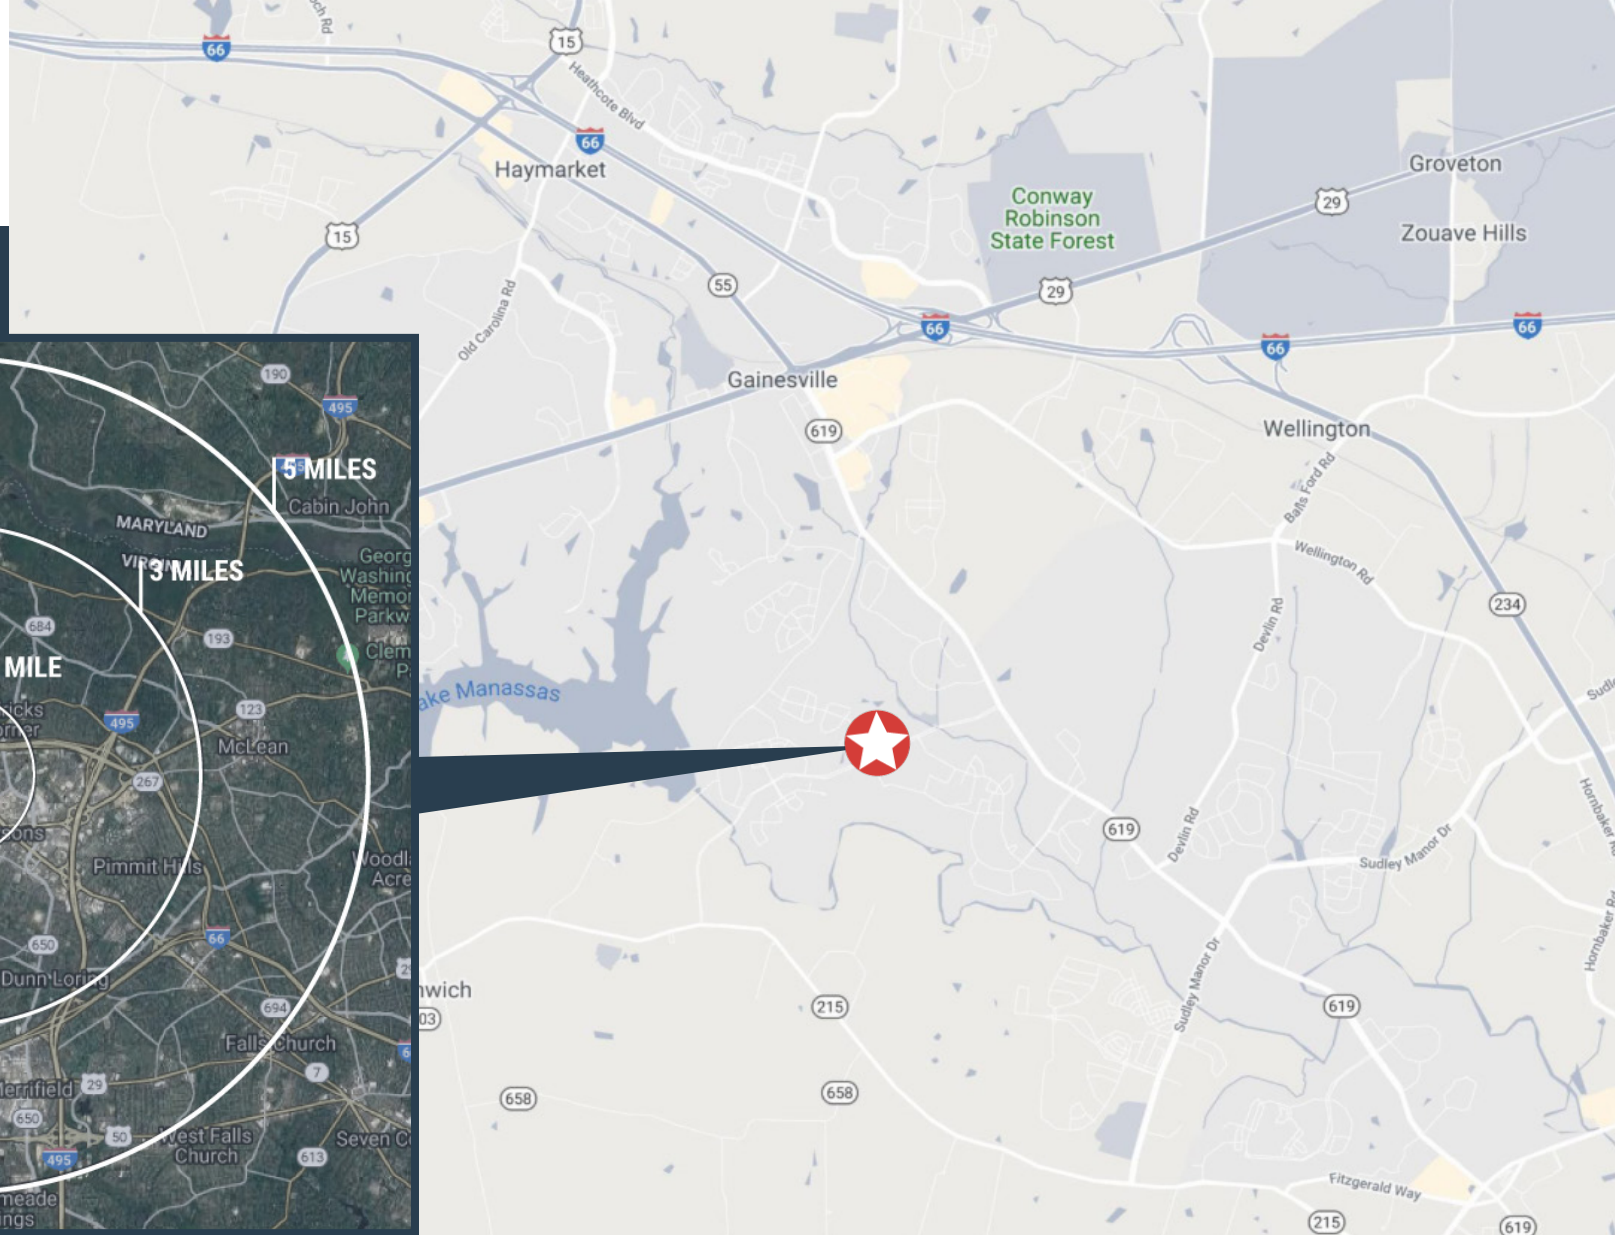 66
15
Heathcote Blvd
66
Haymarket
15
Old Carolina Rd
55
Conway
Robinson
State Forest
29
Groveton
Zouave Hills
29
66
66
66
Gainesville
619
Wellington
Balls Ford Rd
Wellington Rd
234
Devlin Rd
190
495
5 MILES
Cabin John
MARYLAND
3 MILES
684
193
MILE
123
495
McLean
267
Pimmit Hills
66
650
Dunn Loring
694
Falls Church
7
29
650
50
West Falls
Church
613
495
619
Devlin Rd
Sudley Manor Dr
Sudley Manor Dr
Hornbaker Rd
215
619
658
658
Fitzgerald Way
215
619